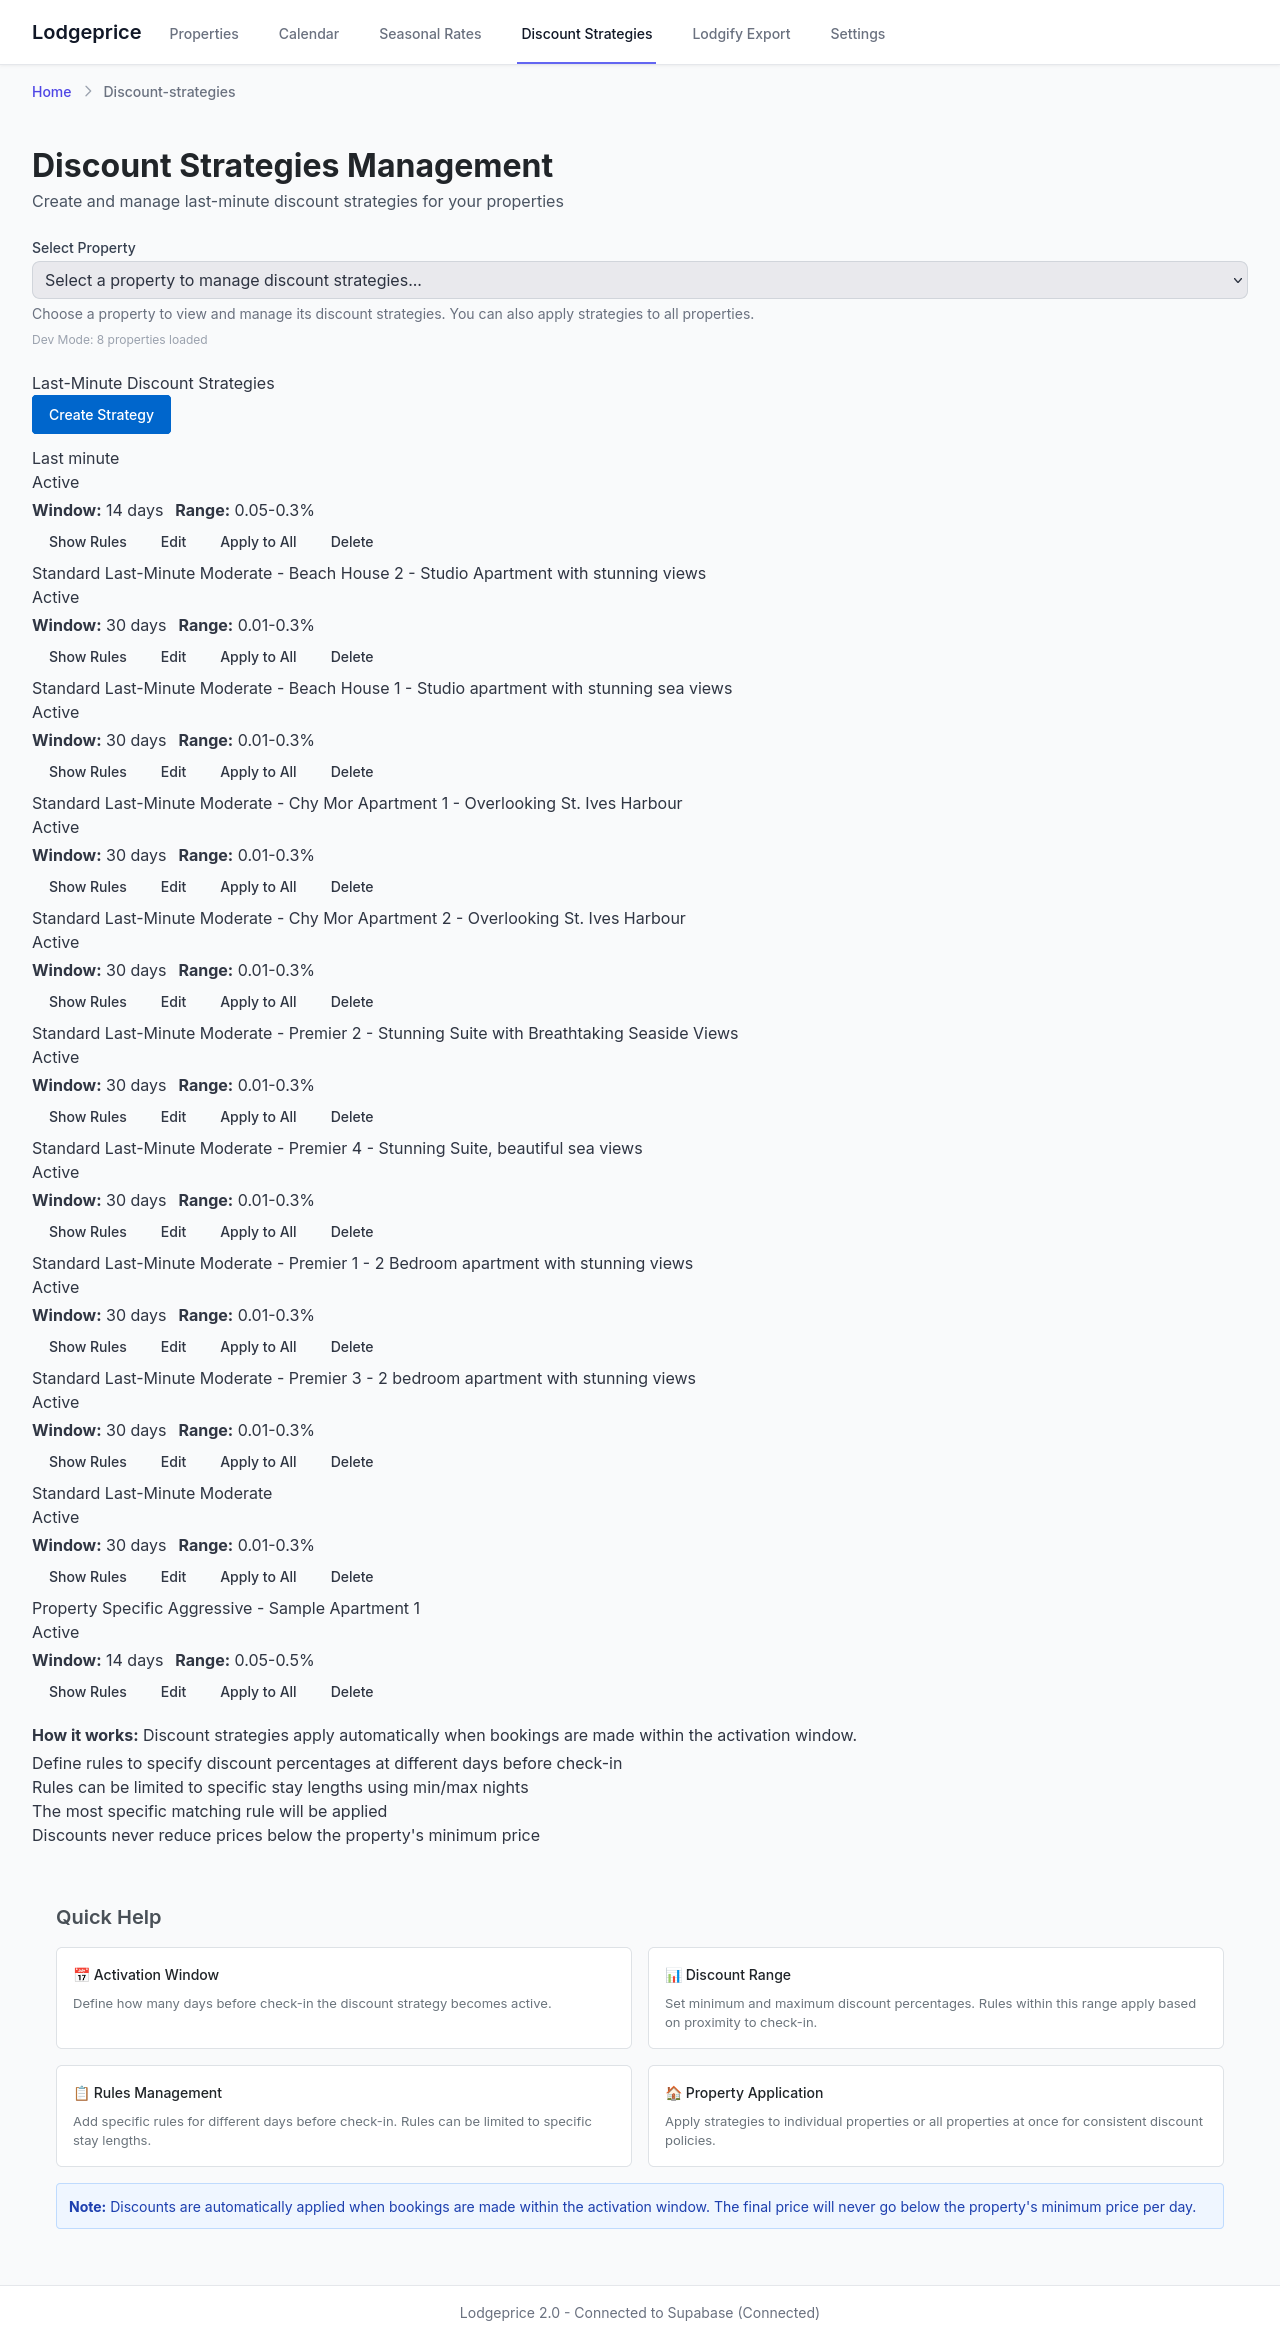 Lodgeprice Properties Calendar Seasonal Rates Discount Strategies Lodgify Export Settings
Home Discount-strategies
Discount Strategies Management
Create and manage last-minute discount strategies for your properties
Select Property
Select a property to manage discount strategies...
Choose a property to view and manage its discount strategies. You can also apply strategies to all properties.
Dev Mode: 8 properties loaded
Last-Minute Discount Strategies
Create Strategy
Last minute
Active
Window: 14 days Range: 0.05-0.3%
Show Rules Edit Apply to All Delete
Standard Last-Minute Moderate - Beach House 2 - Studio Apartment with stunning views
Active
Window: 30 days Range: 0.01-0.3%
Show Rules Edit Apply to All Delete
Standard Last-Minute Moderate - Beach House 1 - Studio apartment with stunning sea views
Active
Window: 30 days Range: 0.01-0.3%
Show Rules Edit Apply to All Delete
Standard Last-Minute Moderate - Chy Mor Apartment 1 - Overlooking St. Ives Harbour
Active
Window: 30 days Range: 0.01-0.3%
Show Rules Edit Apply to All Delete
Standard Last-Minute Moderate - Chy Mor Apartment 2 - Overlooking St. Ives Harbour
Active
Window: 30 days Range: 0.01-0.3%
Show Rules Edit Apply to All Delete
Standard Last-Minute Moderate - Premier 2 - Stunning Suite with Breathtaking Seaside Views
Active
Window: 30 days Range: 0.01-0.3%
Show Rules Edit Apply to All Delete
Standard Last-Minute Moderate - Premier 4 - Stunning Suite, beautiful sea views
Active
Window: 30 days Range: 0.01-0.3%
Show Rules Edit Apply to All Delete
Standard Last-Minute Moderate - Premier 1 - 2 Bedroom apartment with stunning views
Active
Window: 30 days Range: 0.01-0.3%
Show Rules Edit Apply to All Delete
Standard Last-Minute Moderate - Premier 3 - 2 bedroom apartment with stunning views
Active
Window: 30 days Range: 0.01-0.3%
Show Rules Edit Apply to All Delete
Standard Last-Minute Moderate
Active
Window: 30 days Range: 0.01-0.3%
Show Rules Edit Apply to All Delete
Property Specific Aggressive - Sample Apartment 1
Active
Window: 14 days Range: 0.05-0.5%
Show Rules Edit Apply to All Delete
How it works: Discount strategies apply automatically when bookings are made within the activation window.
Define rules to specify discount percentages at different days before check-in
Rules can be limited to specific stay lengths using min/max nights
The most specific matching rule will be applied
Discounts never reduce prices below the property's minimum price
Quick Help
📅 Activation Window
Define how many days before check-in the discount strategy becomes active.
📊 Discount Range
Set minimum and maximum discount percentages. Rules within this range apply based
on proximity to check-in.
📋 Rules Management
Add specific rules for different days before check-in. Rules can be limited to specific
stay lengths.
🏠 Property Application
Apply strategies to individual properties or all properties at once for consistent discount
policies.
Note: Discounts are automatically applied when bookings are made within the activation window. The final price will never go below the property's minimum price per day.
Lodgeprice 2.0 - Connected to Supabase (Connected)